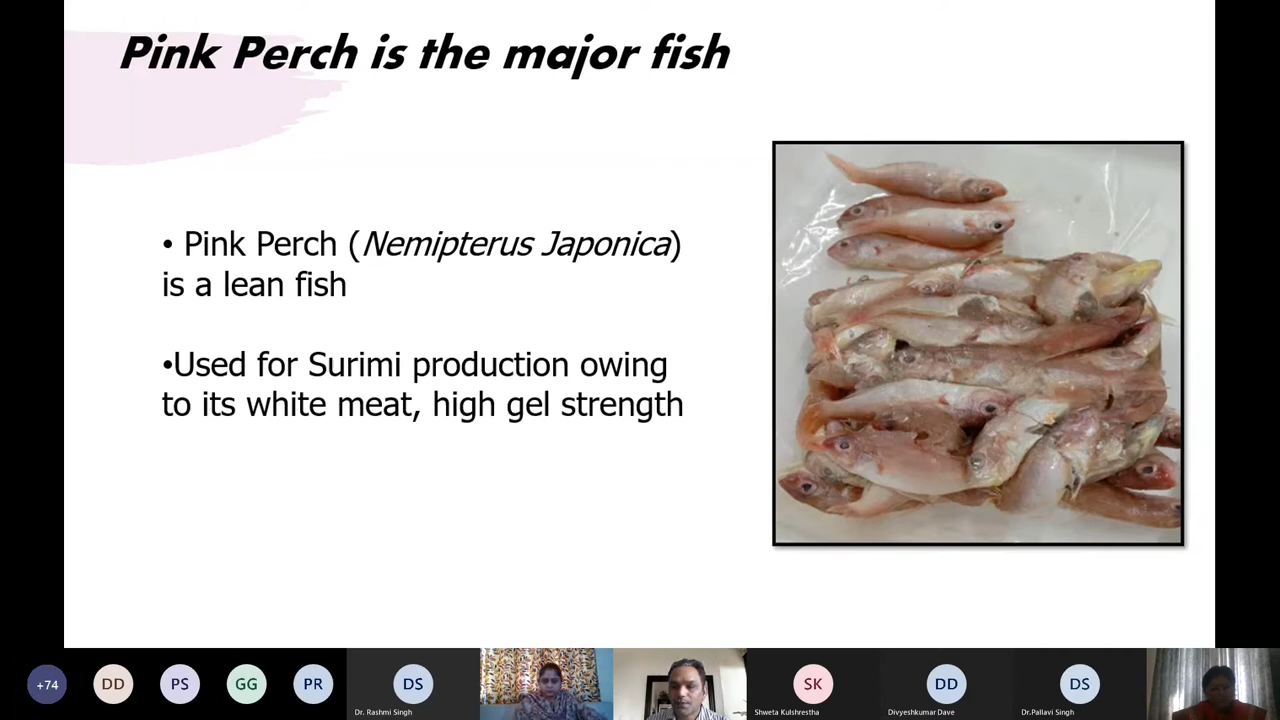 Pink Perch is the major fish
• Pink Perch (Nemipterus Japonica)
is a lean fish
•Used for Surimi production owing
to its white meat, high gel strength
+74
DD
PS
GG
PR
DS
Dr. Rashmi Singh
SK
Shweta Kulshrestha
DD
Divyeshkumar Dave
DS
Dr.Pallavi Singh